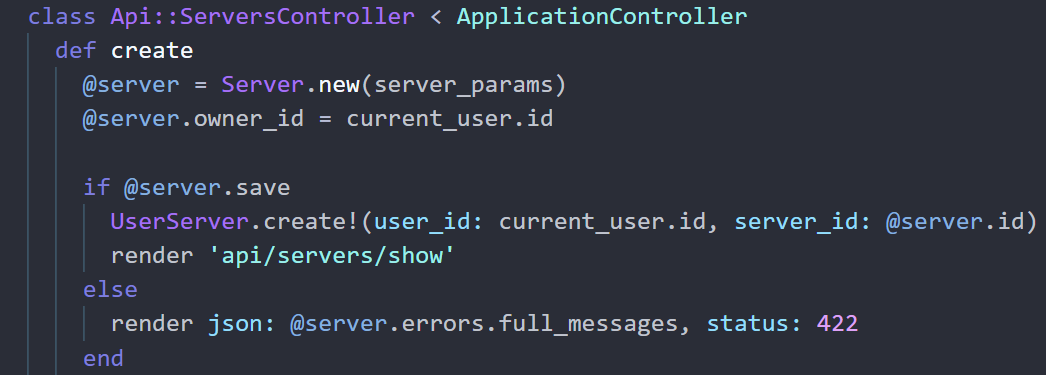 class Api::ServersController < ApplicationController
  def create
    @server = Server.new(server_params)
    @server.owner_id = current_user.id

    if @server.save
      UserServer.create!(user_id: current_user.id, server_id: @server.id)
      render 'api/servers/show'
    else
      render json: @server.errors.full_messages, status: 422
    end